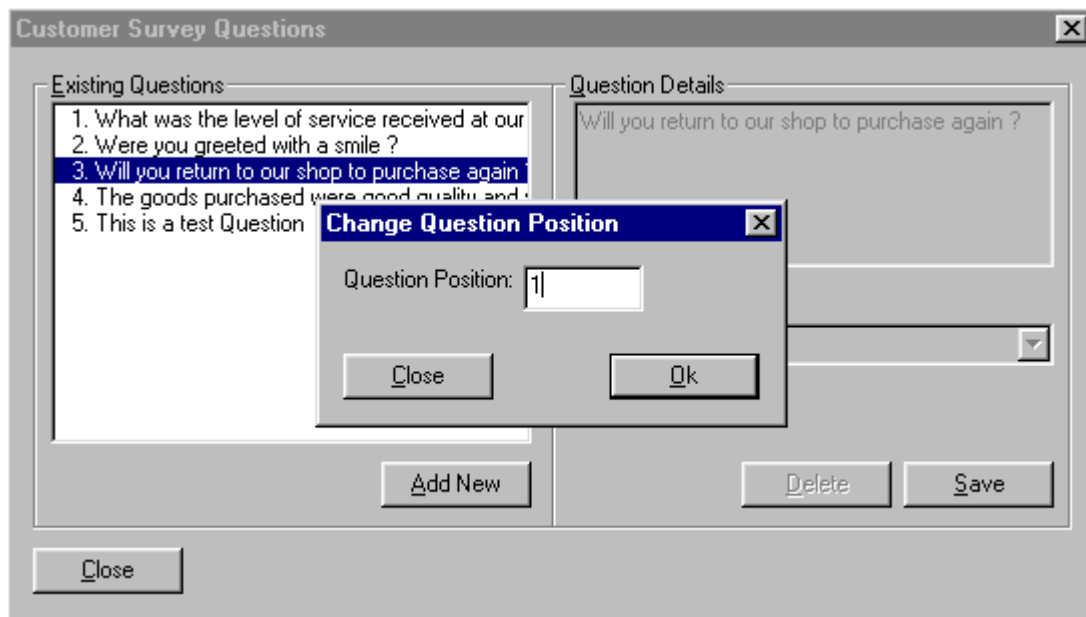 Customer Survey Questions
Existing Questions
1. What was the level of service received at our
2. Were you greeted with a smile ?
3. Will you return to our shop to purchase again
4. The goods purchased were good quality and
5. This is a test Question
Add New
Question Details
Will you return to our shop to purchase again ?
Delete
Save
Change Question Position
Question Position: 1
Close
Ok
Close